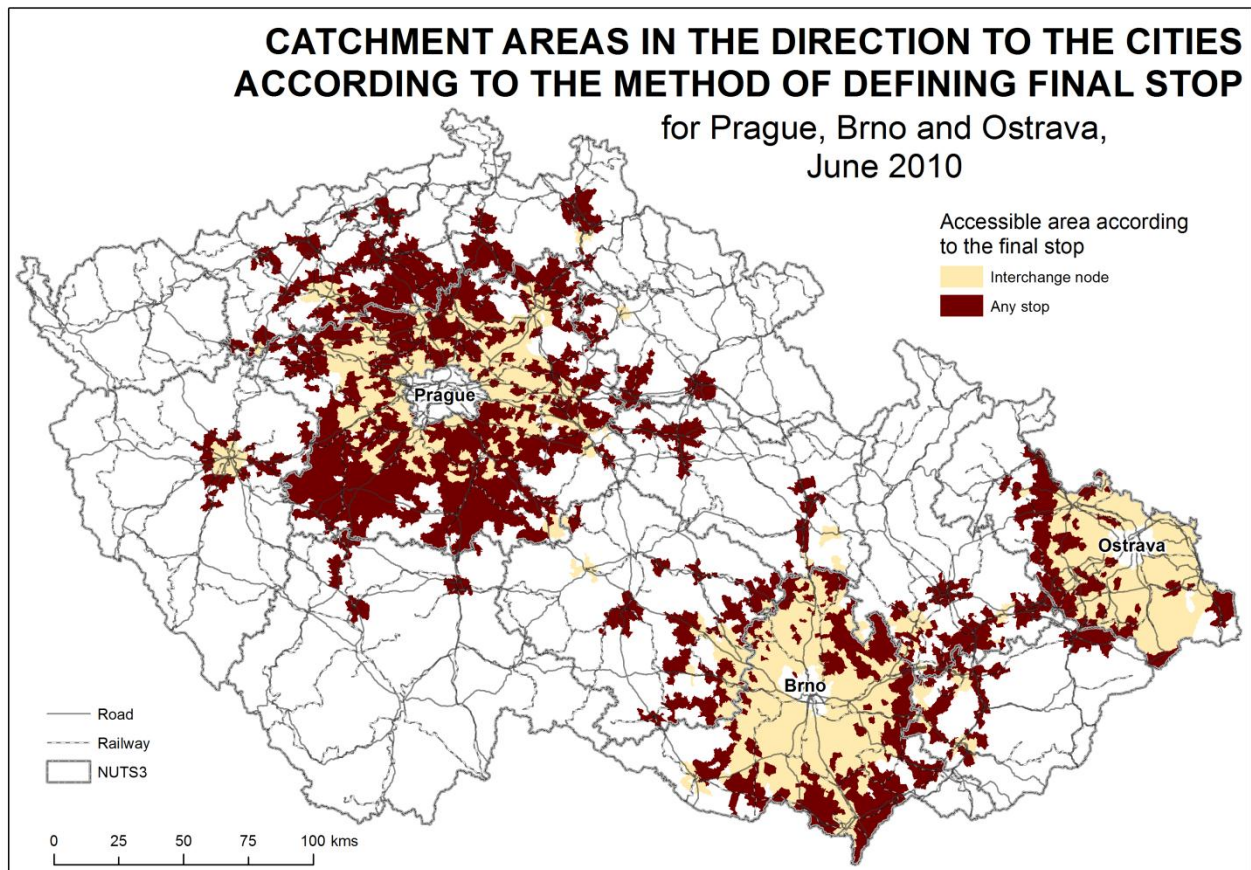 CATCHMENT AREAS IN THE DIRECTION TO THE CITIES
ACCORDING TO THE METHOD OF DEFINING FINAL STOP
for Prague, Brno and Ostrava,
June 2010
Accessible area according
to the final stop
Interchange node
Any stop
Prague
Ostrava
Brno
Road
Railway
NUTS3
0 25 50 75 100 kms